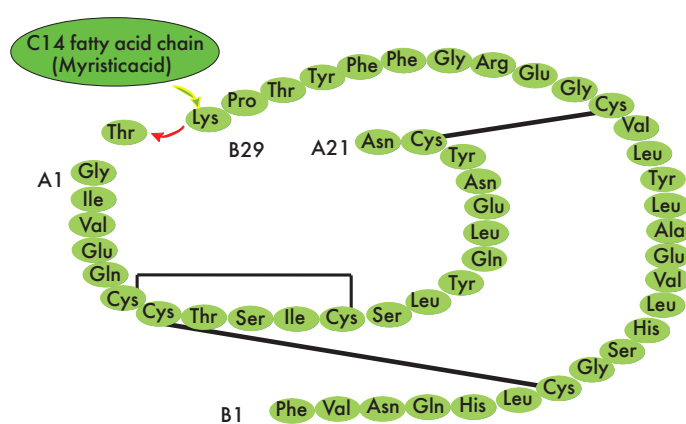 C14 fatty acid chain
(Myristicacid)
Thr
Lys
Pro
Thr
Tyr
Phe
Phe
Gly
Arg
Glu
Gly
Cys
Val
Leu
Tyr
Leu
Ala
Glu
Val
Leu
His
Ser
Gly
Cys
Leu
His
Gln
Asn
Val
Phe
B1
B29
A21
Asn
Cys
Tyr
Asn
Glu
Leu
Gln
Tyr
Leu
Ser
Cys
Ile
Ser
Thr
Cys
Cys
Gln
Glu
Val
Ile
Gly
A1